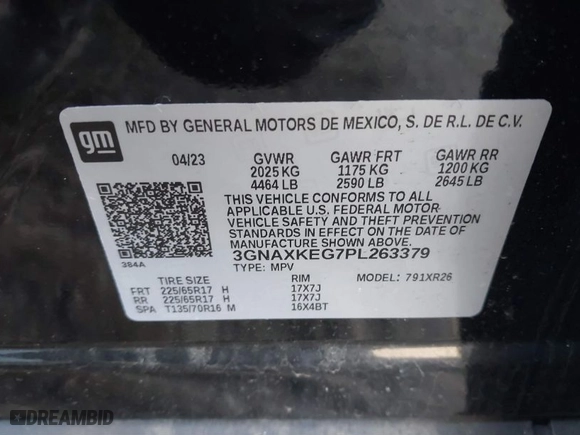 gm
MFD BY GENERAL MOTORS DE MEXICO, S. DE R.L. DE C.V.
04/23 GVWR GAWR FRT GAWR RR
2025 KG 1175 KG 1200 KG
4464 LB 2590 LB 2645 LB
THIS VEHICLE CONFORMS TO ALL
APPLICABLE U.S. FEDERAL MOTOR
VEHICLE SAFETY AND THEFT
PREVENTION STANDARDS IN
EFFECT ON THE DATE OF
MANUFACTURE SHOWN ABOVE.
384A 3GNAXKEG7PL263379
TYPE: MPV
TIRE SIZE RIM MODEL: 791XR26
FRT 225/65R17 H 17X7J
RR 225/65R17 H 17X7J
SPA T135/70R16 M 16X4BT
DREAMBID